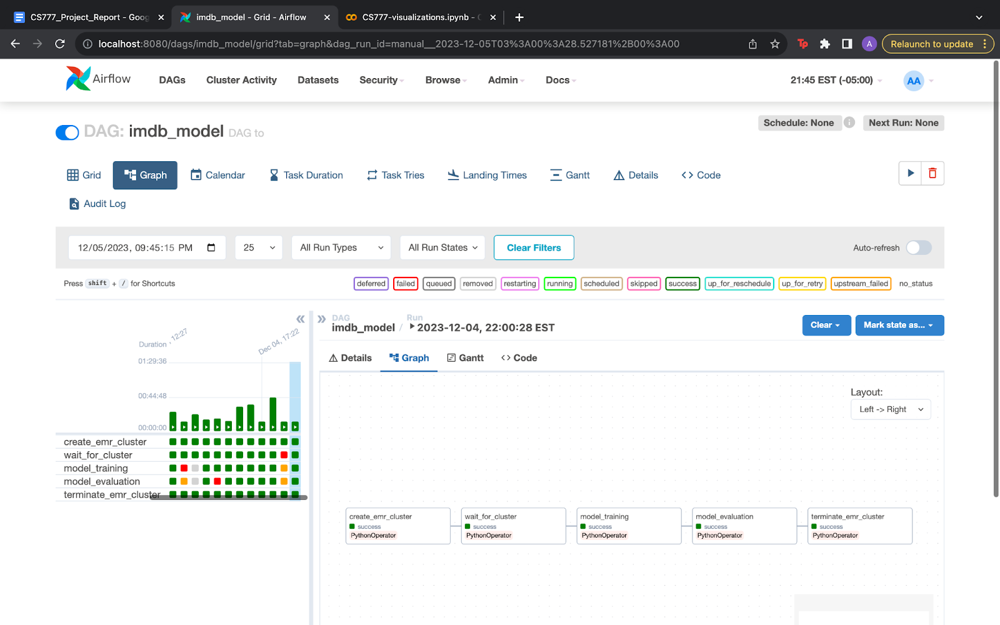 CS777_Project_Report - Goog
imdb_model - Grid - Airflow
CS777-visualizations.ipynb - C
localhost:8080/dags/imdb_model/grid?tab=graph&dag_run_id=manual__2023-12-05T03%3A00%3A28.527181%2B00%3A00
Tp
A
Relaunch to update
Airflow
DAGs
Cluster Activity
Datasets
Security
Browse
Admin
Docs
21:45 EST (-05:00)
AA
DAG: imdb_model DAG to
Schedule: None
Next Run: None
Grid
Graph
Calendar
Task Duration
Task Tries
Landing Times
Gantt
Details
<> Code
Audit Log
12/05/2023, 09:45:15 PM
25
All Run Types
All Run States
Clear Filters
Auto-refresh
Press shift + / for Shortcuts
deferred
failed
queued
removed
restarting
running
scheduled
skipped
success
up_for_reschedule
up_for_retry
upstream_failed
no_status
Duration
, 12:27
Dec 04, 17:22
01:29:36
00:44:48
00:00:00
create_emr_cluster
wait_for_cluster
model_training
model_evaluation
terminate_emr_cluster
DAG
imdb_model
/
Run
2023-12-04, 22:00:28 EST
Clear
Mark state as...
Details
Graph
Gantt
<> Code
Layout:
Left -> Right
create_emr_cluster
success
PythonOperator
wait_for_cluster
success
PythonOperator
model_training
success
PythonOperator
model_evaluation
success
PythonOperator
terminate_emr_cluster
success
PythonOperator